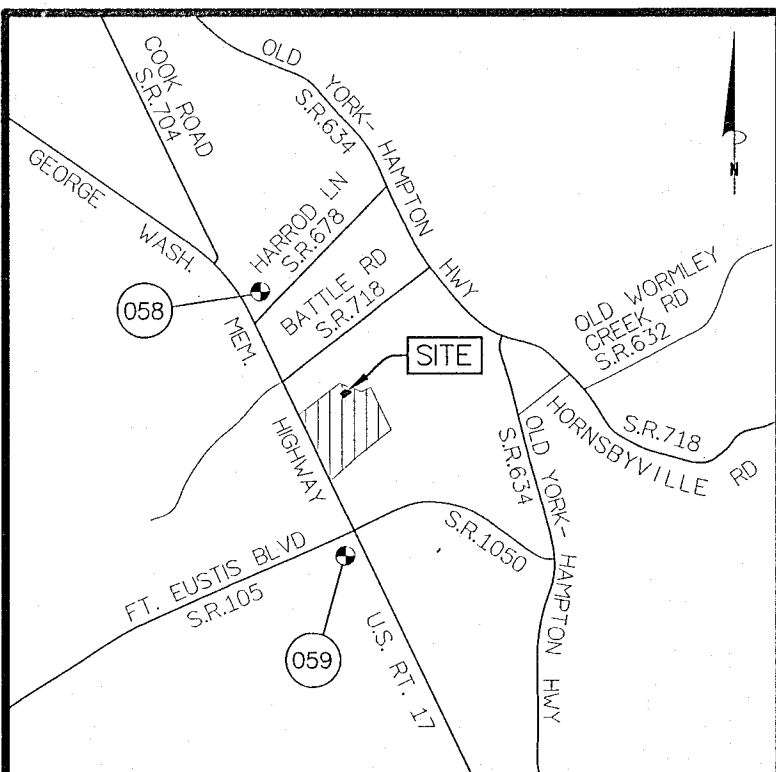 COOK ROAD
S.R.704
OLD YORK- HAMPTON HWY
S.R.634
GEORGE WASH. MEM. HIGHWAY
HARROD LN
S.R.678
BATTLE RD
S.R.718
N
058
SITE
OLD WORMLEY
CREEK RD
S.R.632
S.R.718
HORNSBYVILLE RD
OLD YORK- HAMPTON HWY
S.R.634
S.R.1050
FT. EUSTIS BLVD
S.R.105
059
U.S. RT. 17